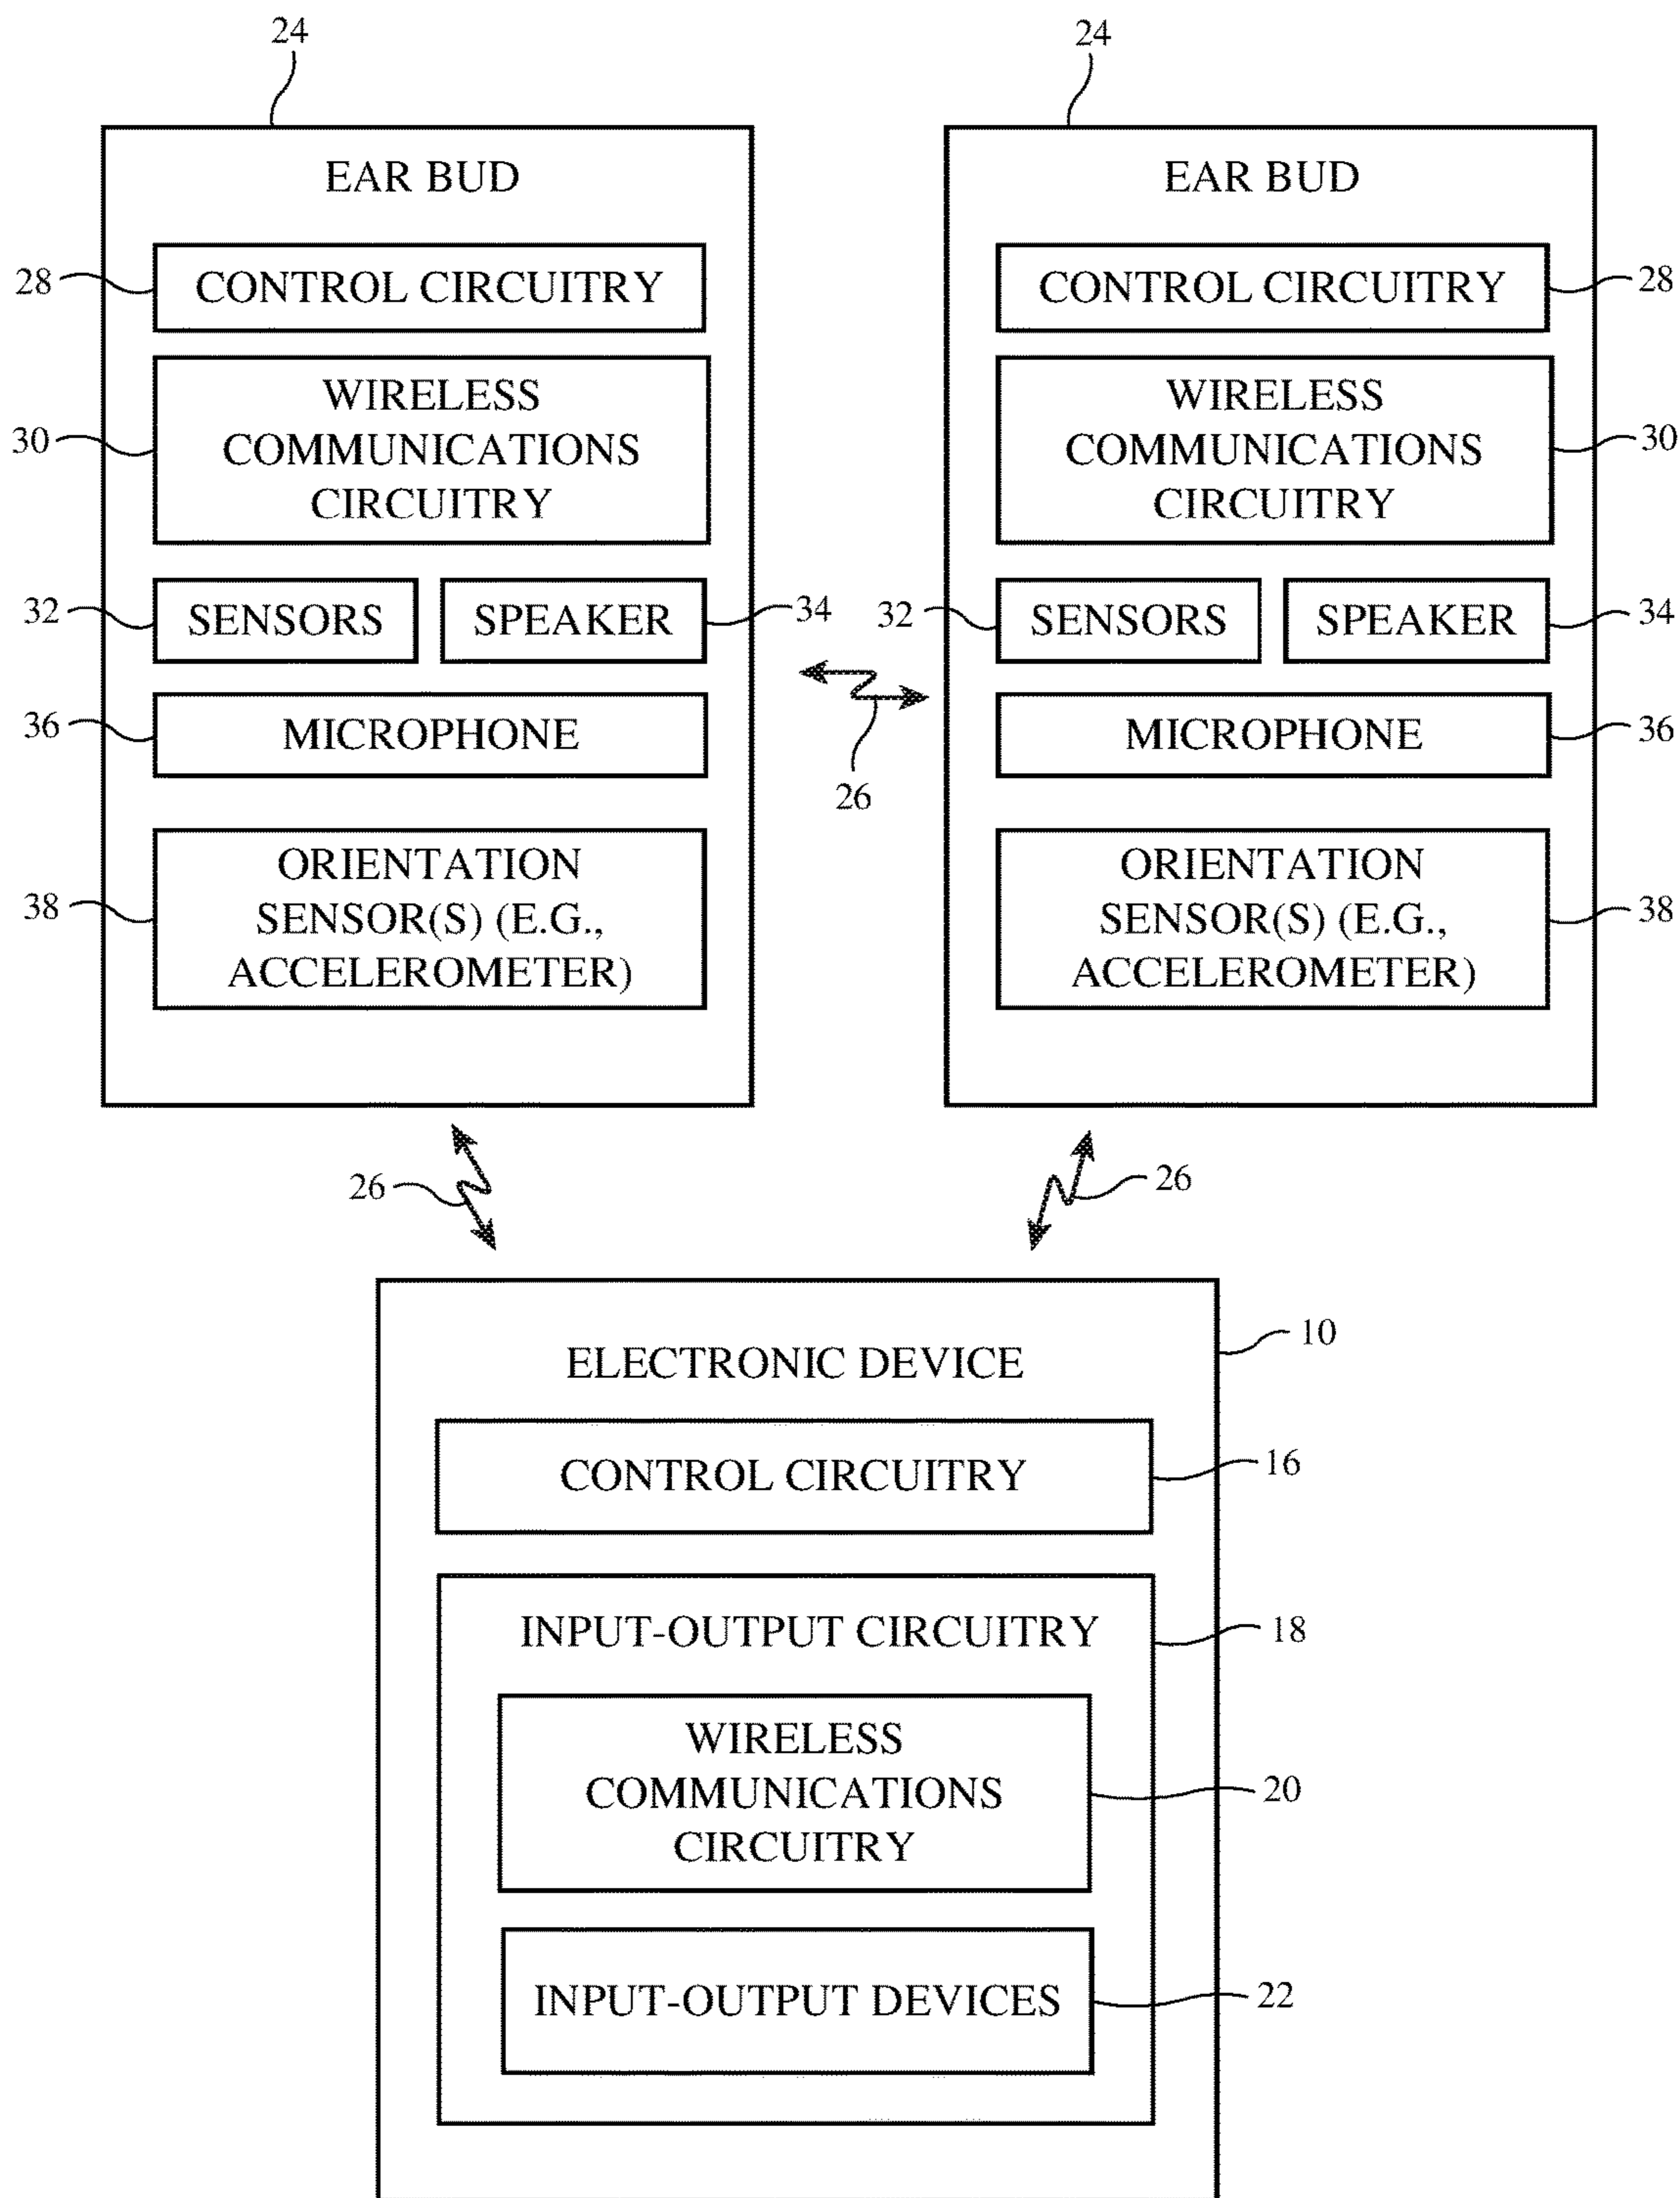 24
EAR BUD
28
CONTROL CIRCUITRY
30
WIRELESS
COMMUNICATIONS
CIRCUITRY
32
SENSORS
SPEAKER
34
36
MICROPHONE
38
ORIENTATION
SENSOR(S) (E.G.,
ACCELEROMETER)
26
24
EAR BUD
CONTROL CIRCUITRY
28
WIRELESS
COMMUNICATIONS
CIRCUITRY
30
32
SENSORS
SPEAKER
34
MICROPHONE
36
ORIENTATION
SENSOR(S) (E.G.,
ACCELEROMETER)
38
26
26
ELECTRONIC DEVICE
10
CONTROL CIRCUITRY
16
INPUT-OUTPUT CIRCUITRY
18
WIRELESS
COMMUNICATIONS
CIRCUITRY
20
INPUT-OUTPUT DEVICES
22